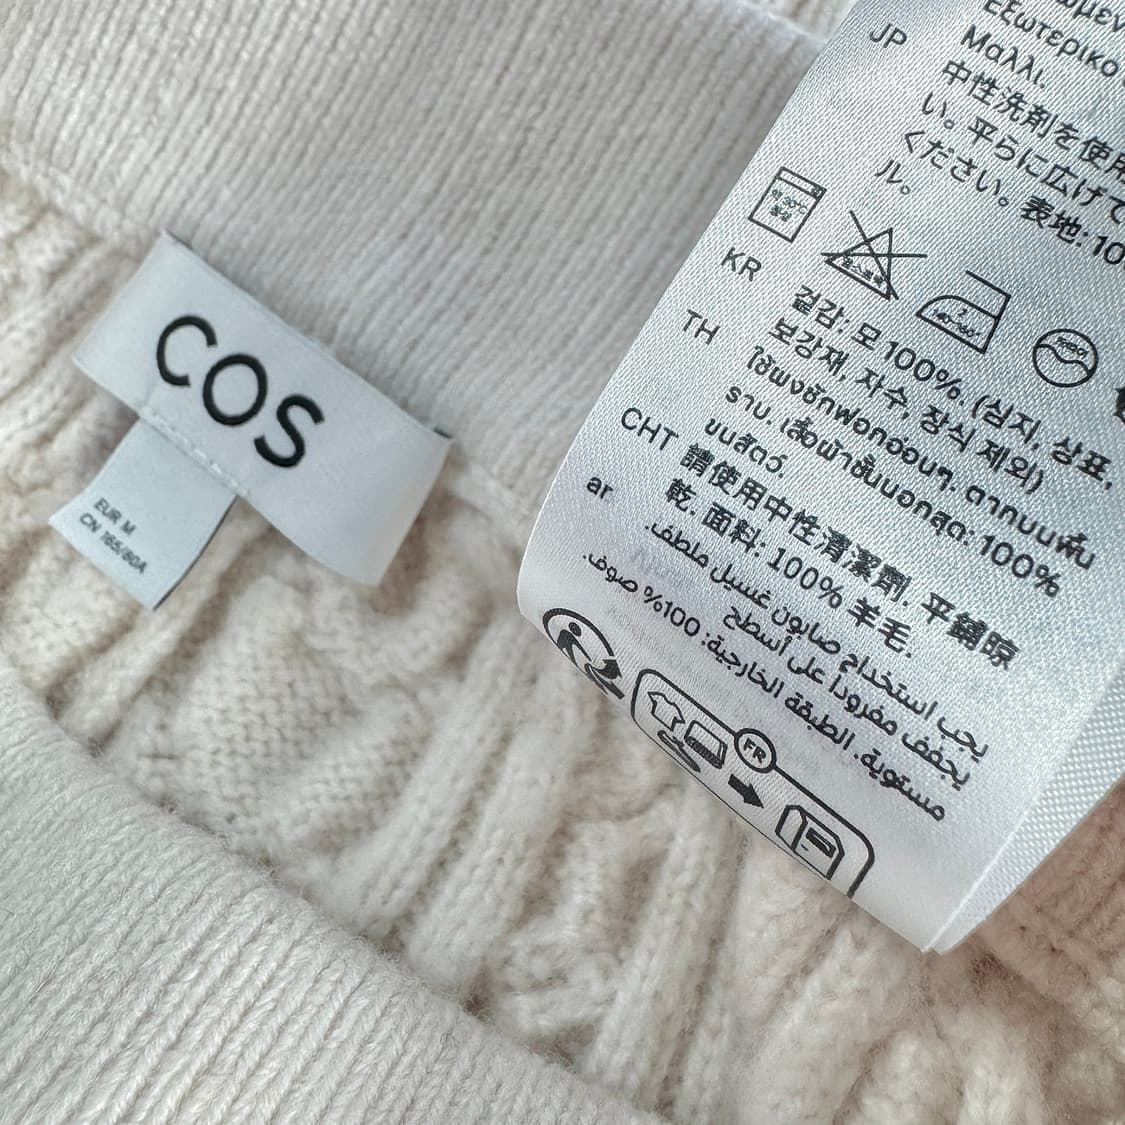 COS
EUR M
CN 165/80A
Εξωτερικό
Μαλλί.
JP
中性洗剤を使用
い。平らに広げて
ください。表地: 10
ル。
KR
겉감: 모 100%. (심지, 상표,
보강재, 자수, 장식 제외)
TH
ใช้ผงซักฟอกอ่อนๆ. ตากบนพื้น
ราบ. เสื้อผ้าชั้นนอกสุด: 100%
ขนสัตว์.
CHT
請使用中性清潔劑. 平鋪晾
乾. 面料: 100% 羊毛.
ar
يجب استخدام صابون غسيل ملطف.
يجفف مفروداً على أسطح
مستوية. الطبقة الخارجية: 100% صوف.
FR